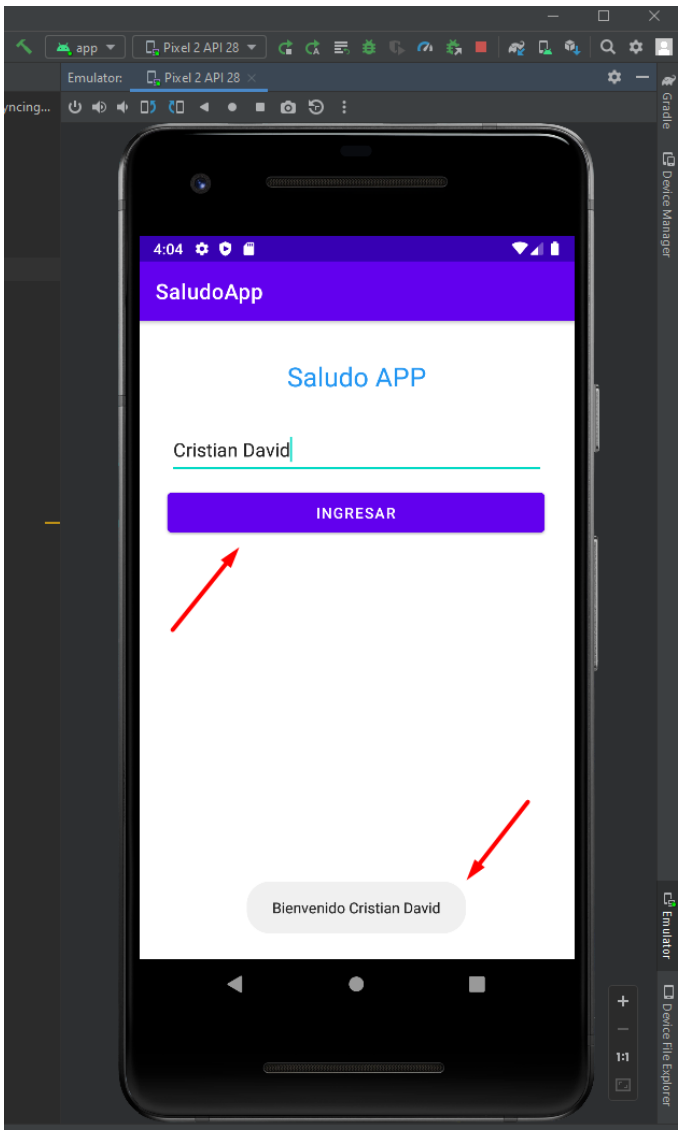 app
Pixel 2 API 28
Emulator:
Pixel 2 API 28
yncing...
Gradle
Device Manager
4:04
SaludoApp
Saludo APP
Cristian David
INGRESAR
Bienvenido Cristian David
Emulator
Device File Explorer
1:1